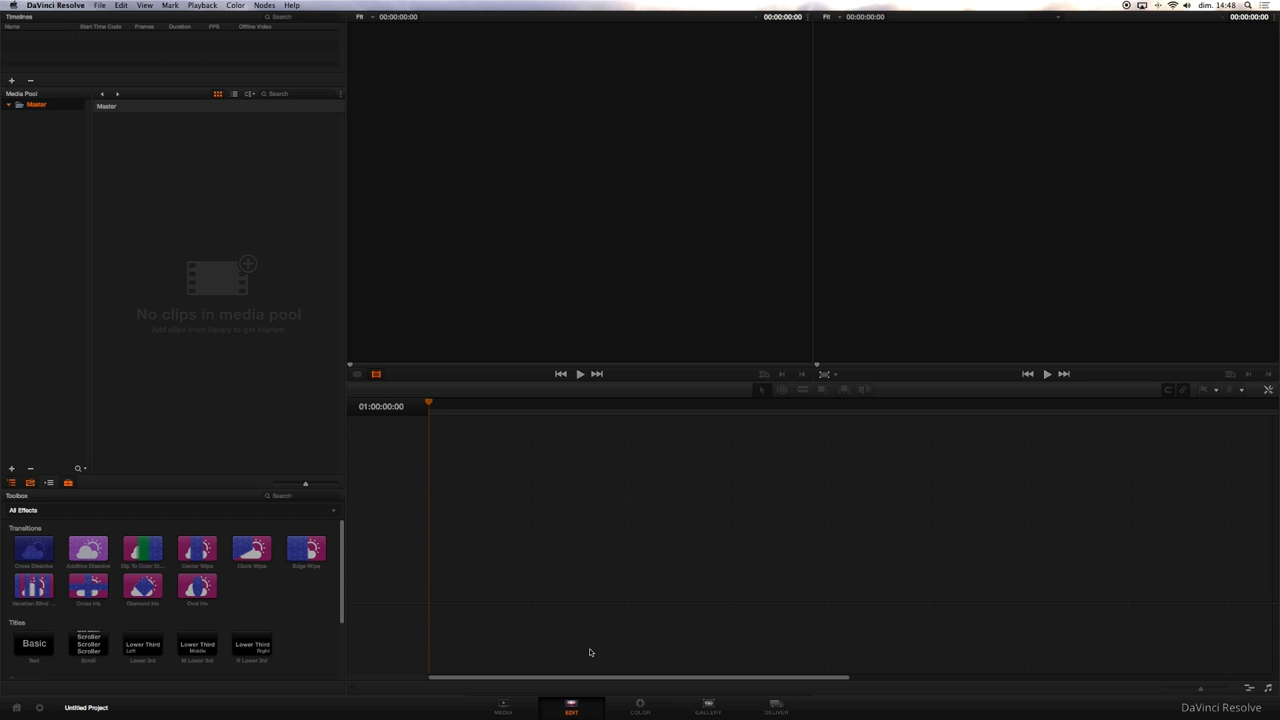 DaVinci Resolve File Edit View Mark Playback Color Nodes Help dim. 14:48
Timelines Search
Fit 00:00:00:00 00:00:00:00 Fit 00:00:00:00 00:00:00:00
Name Start Time Code Frames Duration FPS Offline Video
Media Pool Search
Master Master
No clips in media pool
Add clips from library to get started
01:00:00:00
Toolbox Search
All Effects
Transitions
Cross Dissolve Additive Dissolve Dip To Color Di... Center Wipe Clock Wipe Edge Wipe
Venetian Blind ... Cross Iris Diamond Iris Oval Iris
Titles
Basic
Scroller
Scroller
Scroller
Lower Third
Left
Lower Third
Middle
Lower Third
Right
Text Scroll Lower 3rd M Lower 3rd R Lower 3rd
Untitled Project MEDIA EDIT COLOR GALLERY DELIVER DaVinci Resolve